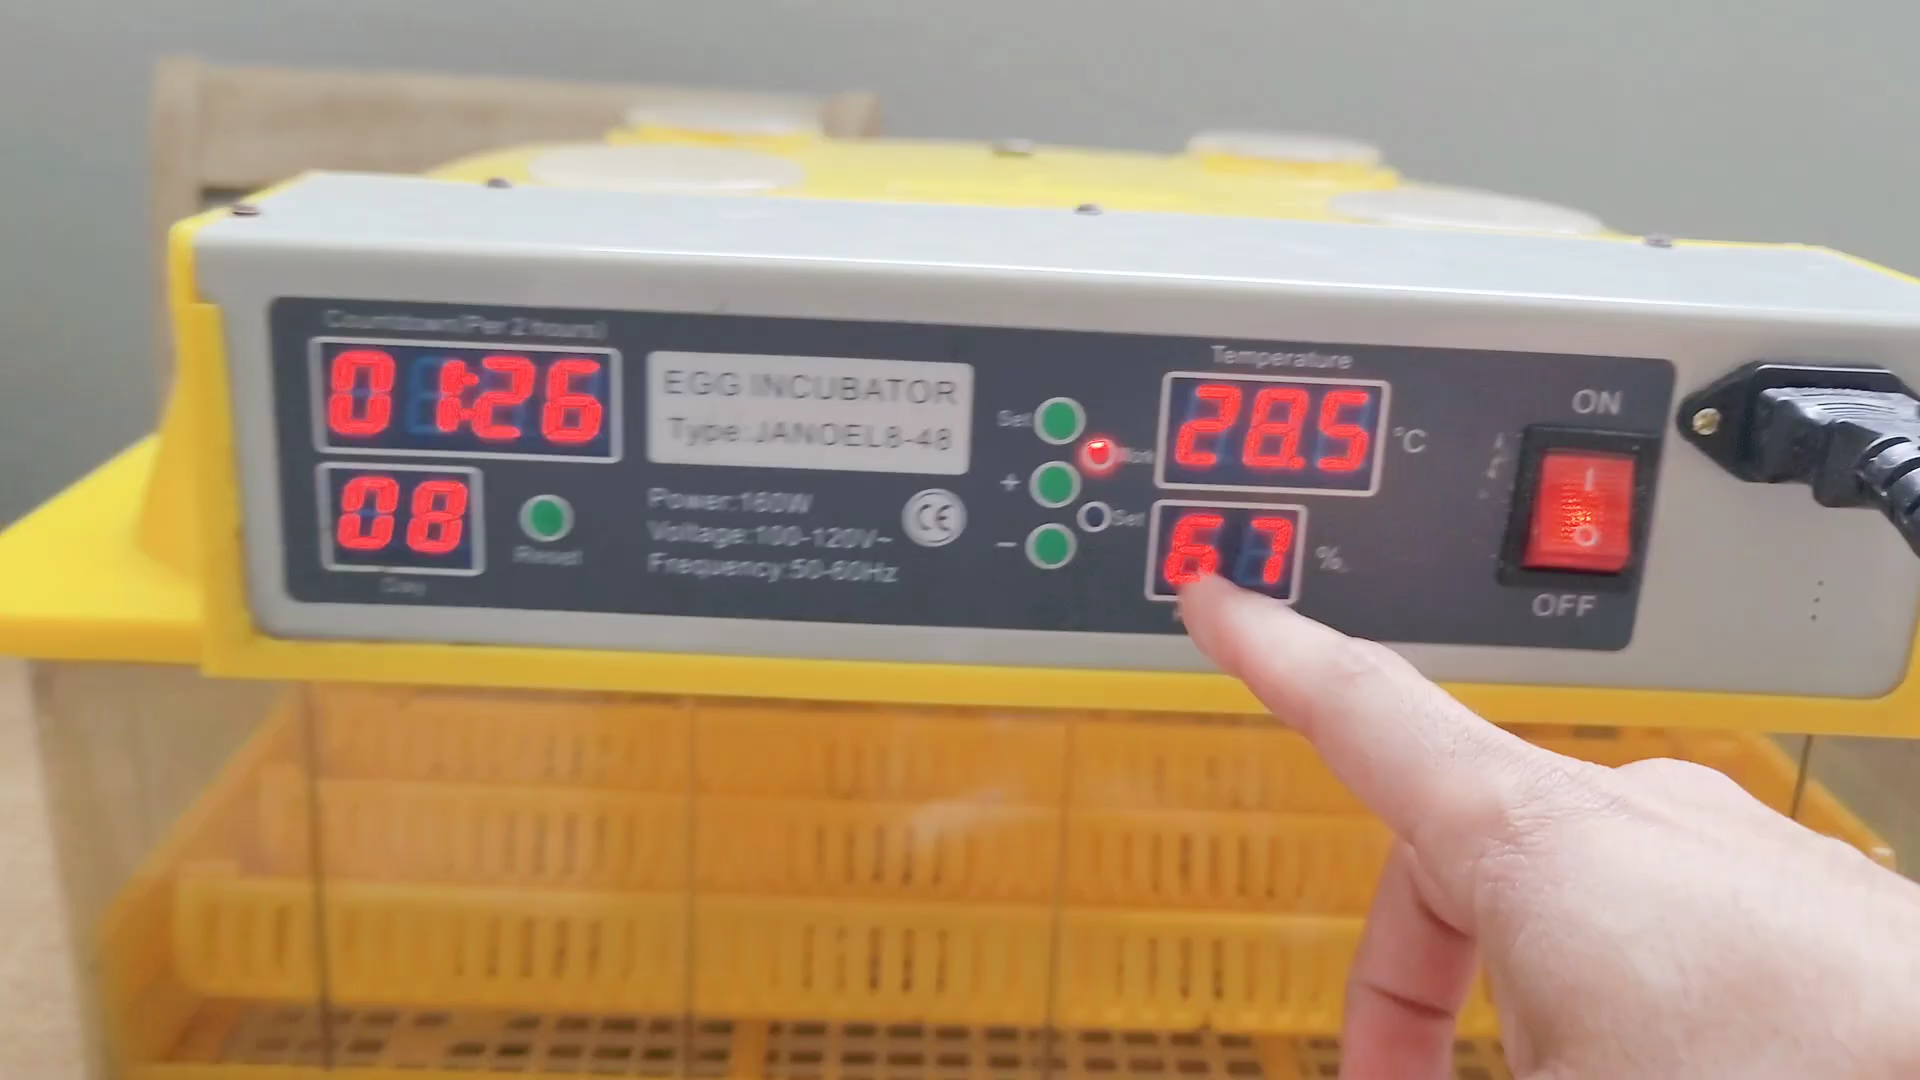 Countdown(Per 2 hours)
01:26
08
Day
Reset
EGG INCUBATOR
Type:JANOEL8-48
Power:160W
Voltage:100-120V~
Frequency:50-60Hz
CE
Set
+
-
Set
Temperature
28.5 °C
67 %
ON
I
O
OFF